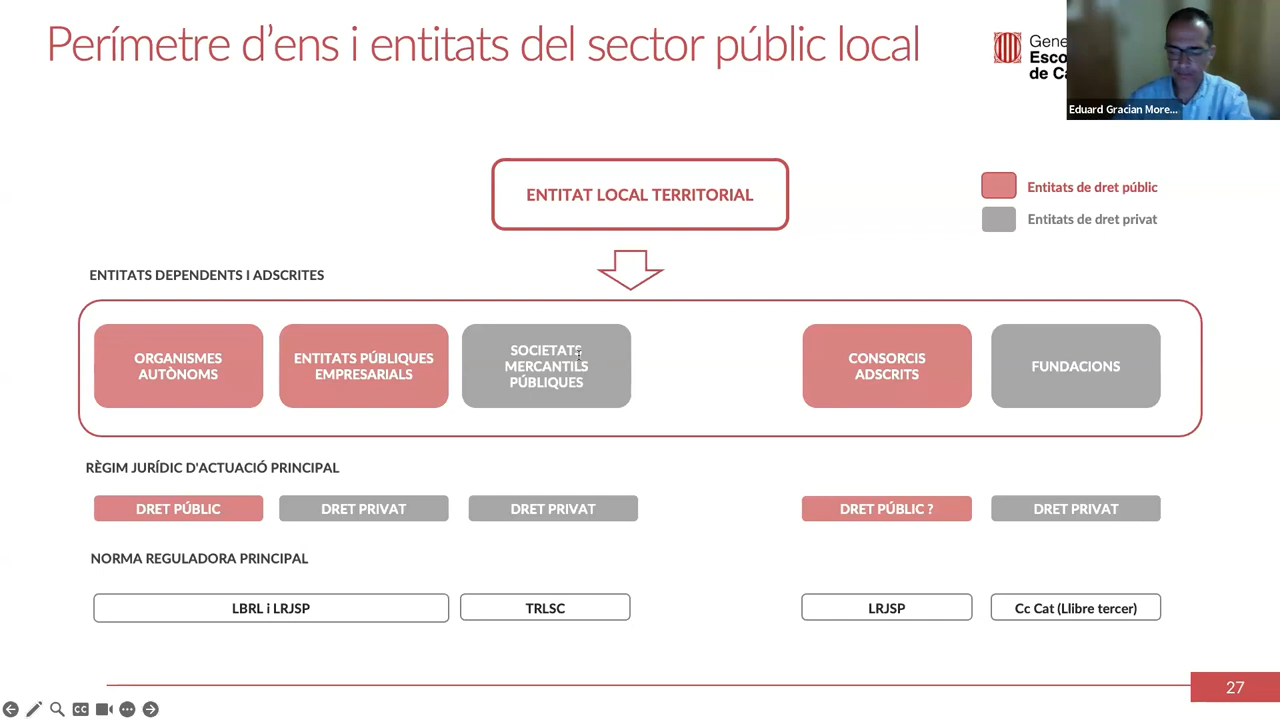 Perímetre d'ens i entitats del sector públic local
Gene
Esco
de Ca
Eduard Gracian More...
ENTITAT LOCAL TERRITORIAL
Entitats de dret públic
Entitats de dret privat
ENTITATS DEPENDENTS I ADSCRITES
ORGANISMES
AUTÒNOMS
ENTITATS PÚBLIQUES
EMPRESARIALS
SOCIETATS
MERCANTILS
PÚBLIQUES
CONSORCIS
ADSCRITS
FUNDACIONS
RÈGIM JURÍDIC D'ACTUACIÓ PRINCIPAL
DRET PÚBLIC
DRET PRIVAT
DRET PRIVAT
DRET PÚBLIC ?
DRET PRIVAT
NORMA REGULADORA PRINCIPAL
LBRL i LRJSP
TRLSC
LRJSP
Cc Cat (Llibre tercer)
27
CC